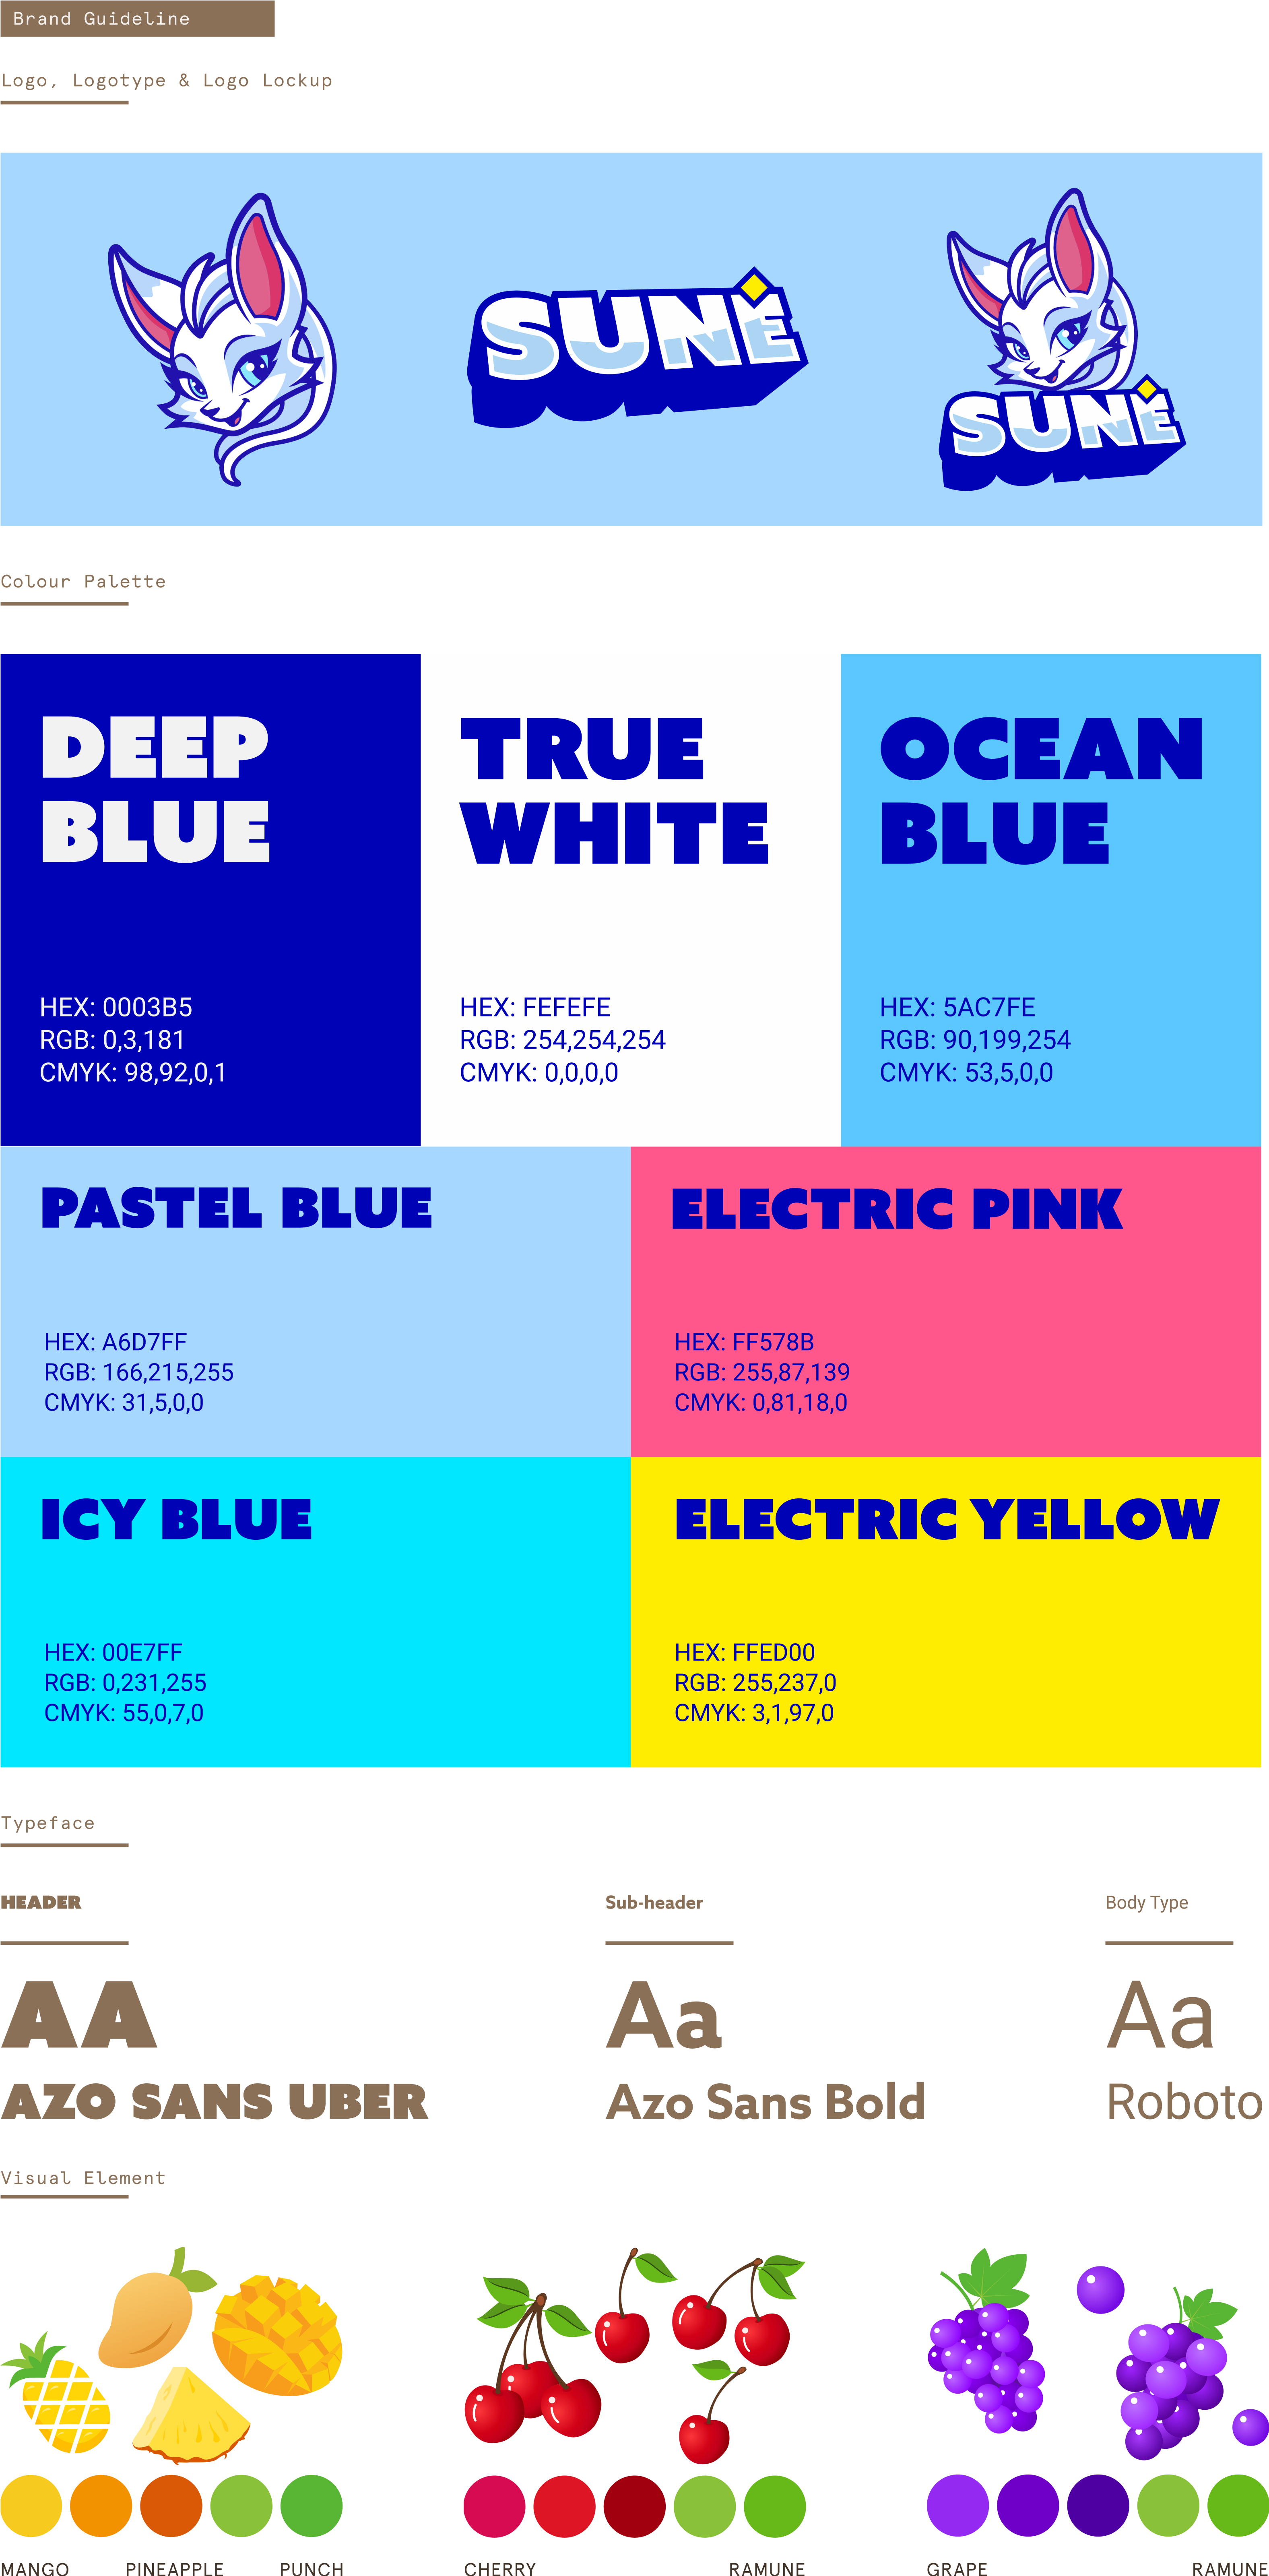 Brand Guideline
Logo, Logotype & Logo Lockup
SUNE
SUNE
Colour Palette
DEEP
BLUE
HEX: 0003B5
RGB: 0,3,181
CMYK: 98,92,0,1
TRUE
WHITE
HEX: FEFEFE
RGB: 254,254,254
CMYK: 0,0,0,0
OCEAN
BLUE
HEX: 5AC7FE
RGB: 90,199,254
CMYK: 53,5,0,0
PASTEL BLUE
HEX: A6D7FF
RGB: 166,215,255
CMYK: 31,5,0,0
ELECTRIC PINK
HEX: FF578B
RGB: 255,87,139
CMYK: 0,81,18,0
ICY BLUE
HEX: 00E7FF
RGB: 0,231,255
CMYK: 55,0,7,0
ELECTRIC YELLOW
HEX: FFED00
RGB: 255,237,0
CMYK: 3,1,97,0
Typeface
HEADER
AA
AZO SANS UBER
Sub-header
Aa
Azo Sans Bold
Body Type
Aa
Roboto
Visual Element
MANGO PINEAPPLE PUNCH
CHERRY RAMUNE
GRAPE RAMUNE